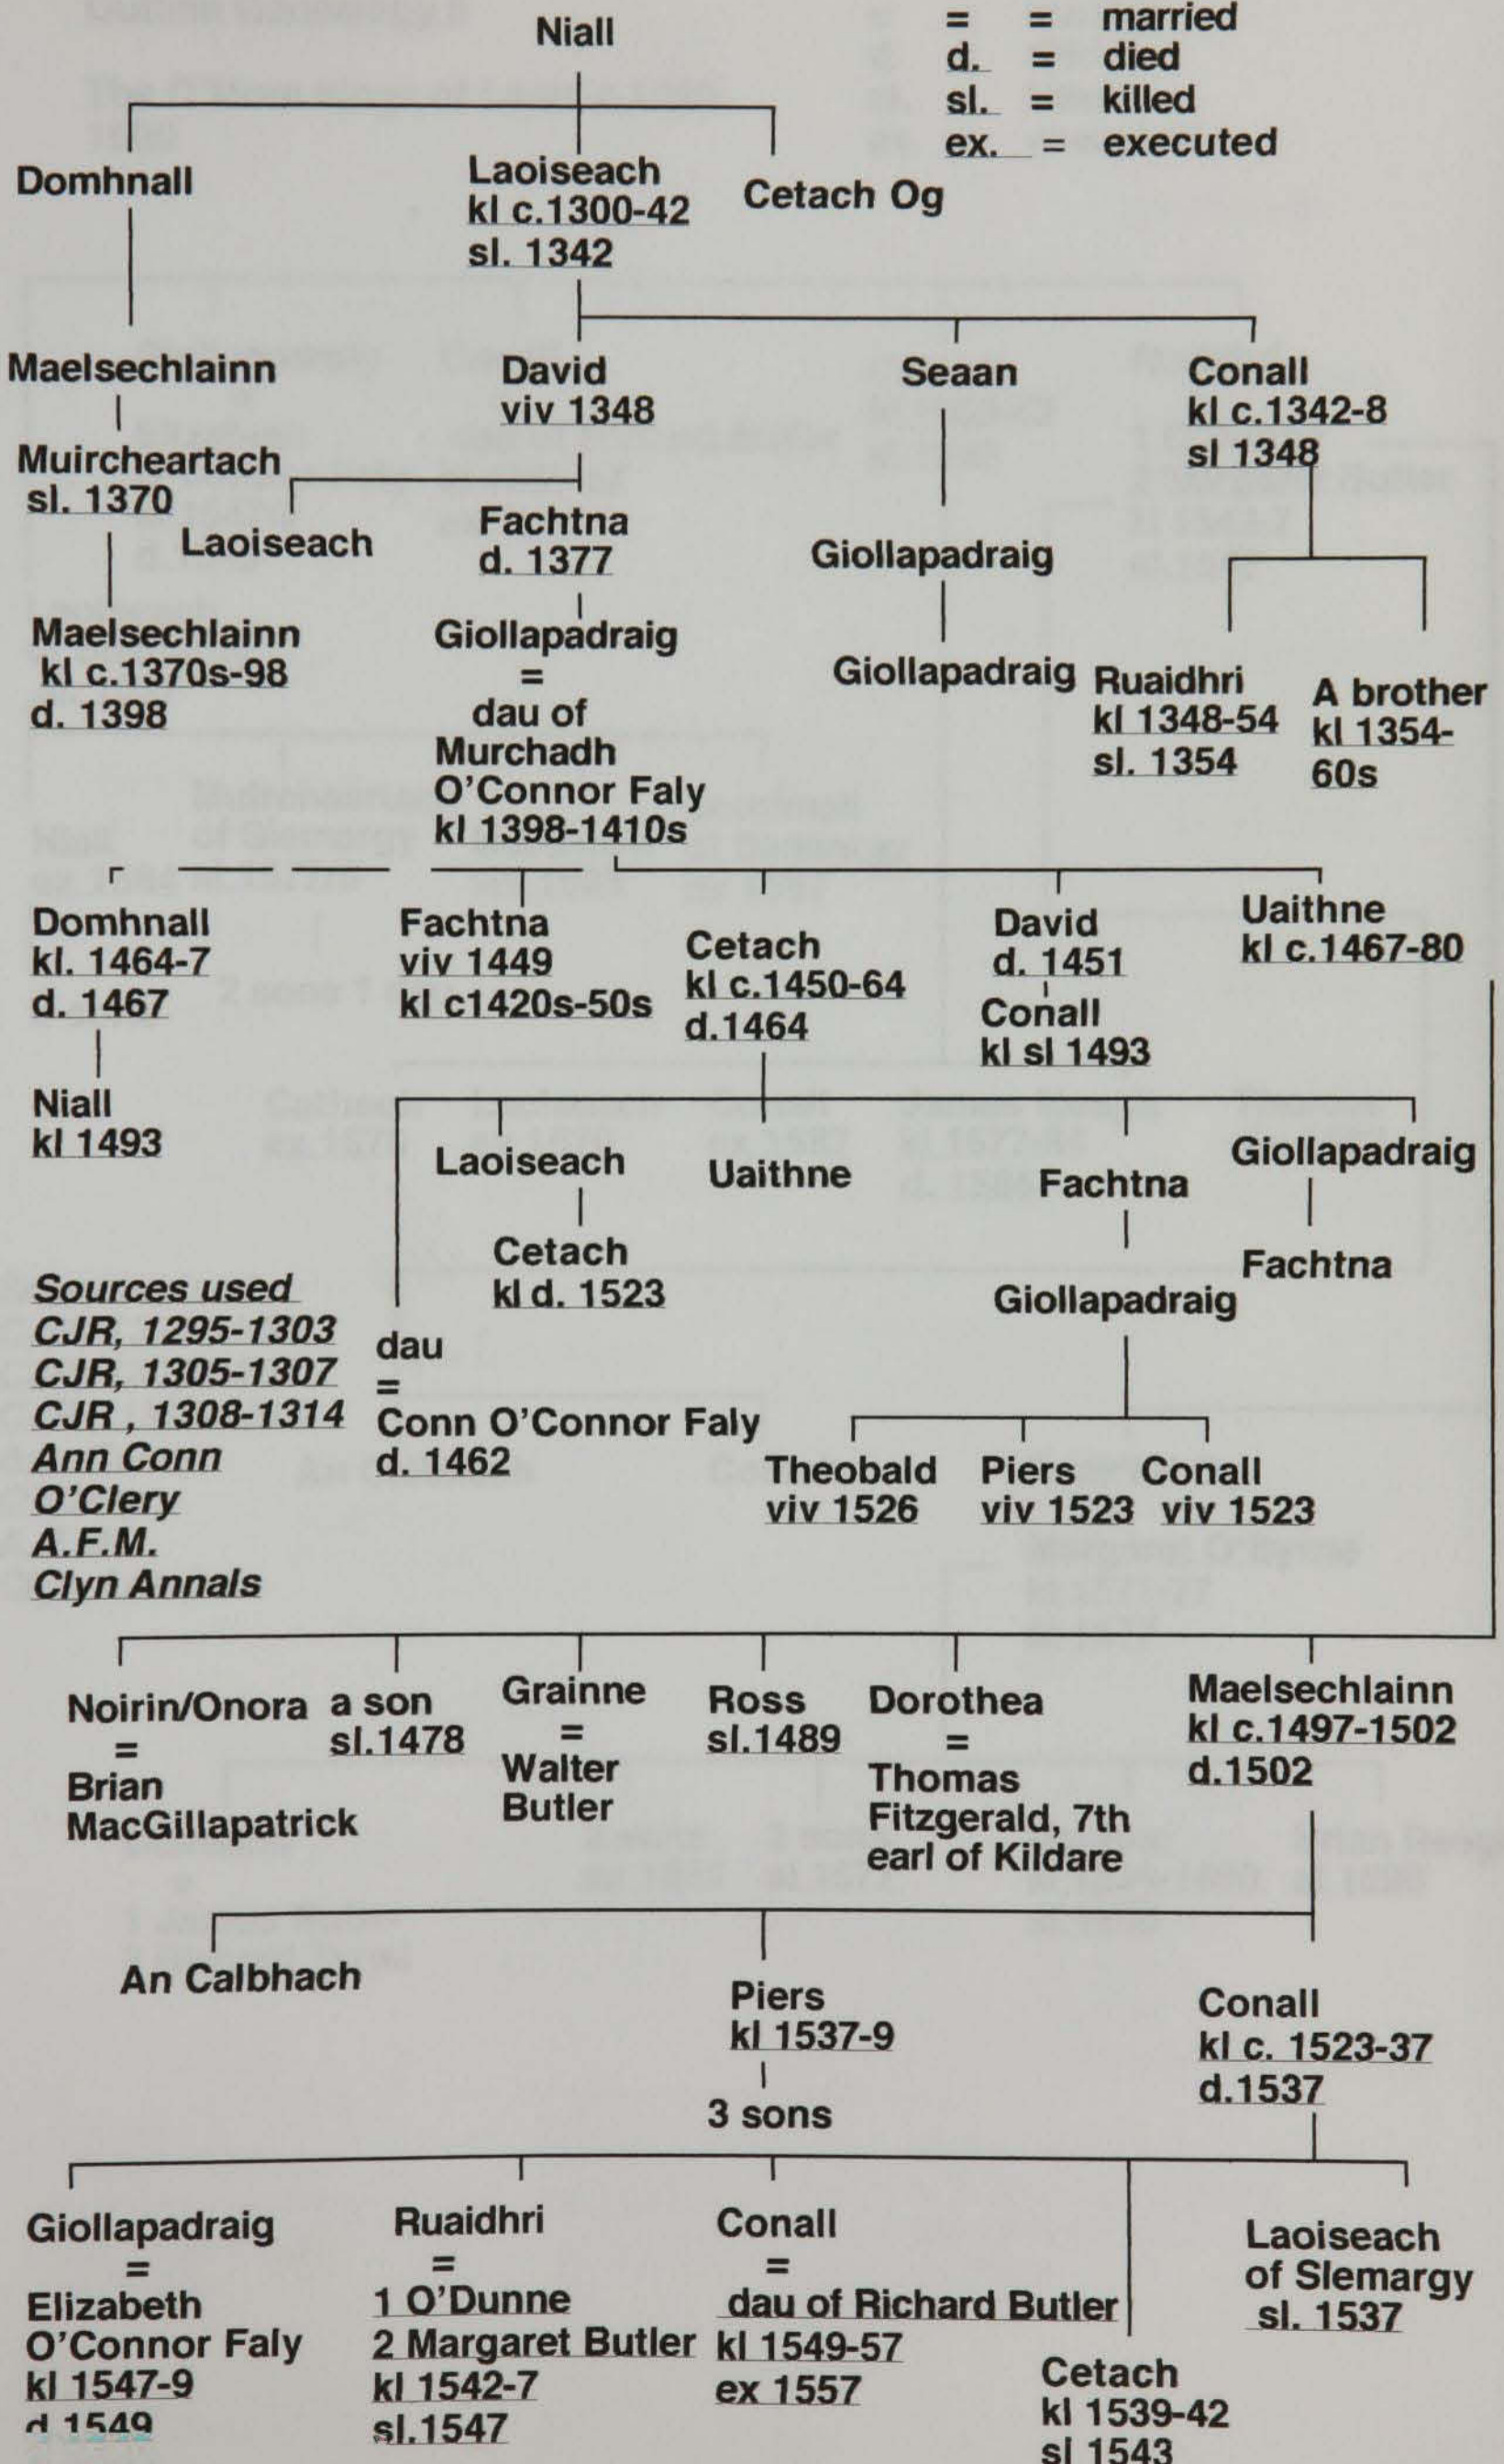 Niall
= = married
d. = died
sl. = killed
ex. = executed
Domhnall
Laoiseach
kl c.1300-42
sl. 1342
Cetach Og
Maelsechlainn
David
viv 1348
Seaan
Conall
kl c.1342-8
sl 1348
Muircheartach
sl. 1370
Laoiseach
Fachtna
d. 1377
Giollapadraig
Maelsechlainn
kl c.1370s-98
d. 1398
Giollapadraig
=
dau of
Murchadh
O'Connor Faly
kl 1398-1410s
Giollapadraig
Ruaidhri
kl 1348-54
sl. 1354
A brother
kl 1354-
60s
Domhnall
kl. 1464-7
d. 1467
Fachtna
viv 1449
kl c1420s-50s
Cetach
kl c.1450-64
d.1464
David
d. 1451
Conall
kl sl 1493
Uaithne
kl c.1467-80
Niall
kl 1493
Laoiseach
Uaithne
Fachtna
Giollapadraig
Cetach
kl d. 1523
Giollapadraig
Fachtna
Sources used
CJR, 1295-1303
CJR, 1305-1307
CJR , 1308-1314
Ann Conn
O'Clery
A.F.M.
Clyn Annals
dau
=
Conn O'Connor Faly
d. 1462
Theobald
viv 1526
Piers
viv 1523
Conall
viv 1523
Noirin/Onora
=
Brian
MacGillapatrick
a son
sl.1478
Grainne
=
Walter
Butler
Ross
sl.1489
Dorothea
=
Thomas
Fitzgerald, 7th
earl of Kildare
Maelsechlainn
kl c.1497-1502
d.1502
An Calbhach
Piers
kl 1537-9
3 sons
Conall
kl c. 1523-37
d.1537
Giollapadraig
=
Elizabeth
O'Connor Faly
kl 1547-9
d 1549
Ruaidhri
=
1 O'Dunne
2 Margaret Butler
kl 1542-7
sl.1547
Conall
=
dau of Richard Butler
kl 1549-57
ex 1557
Cetach
kl 1539-42
sl 1543
Laoiseach
of Slemargy
sl. 1537